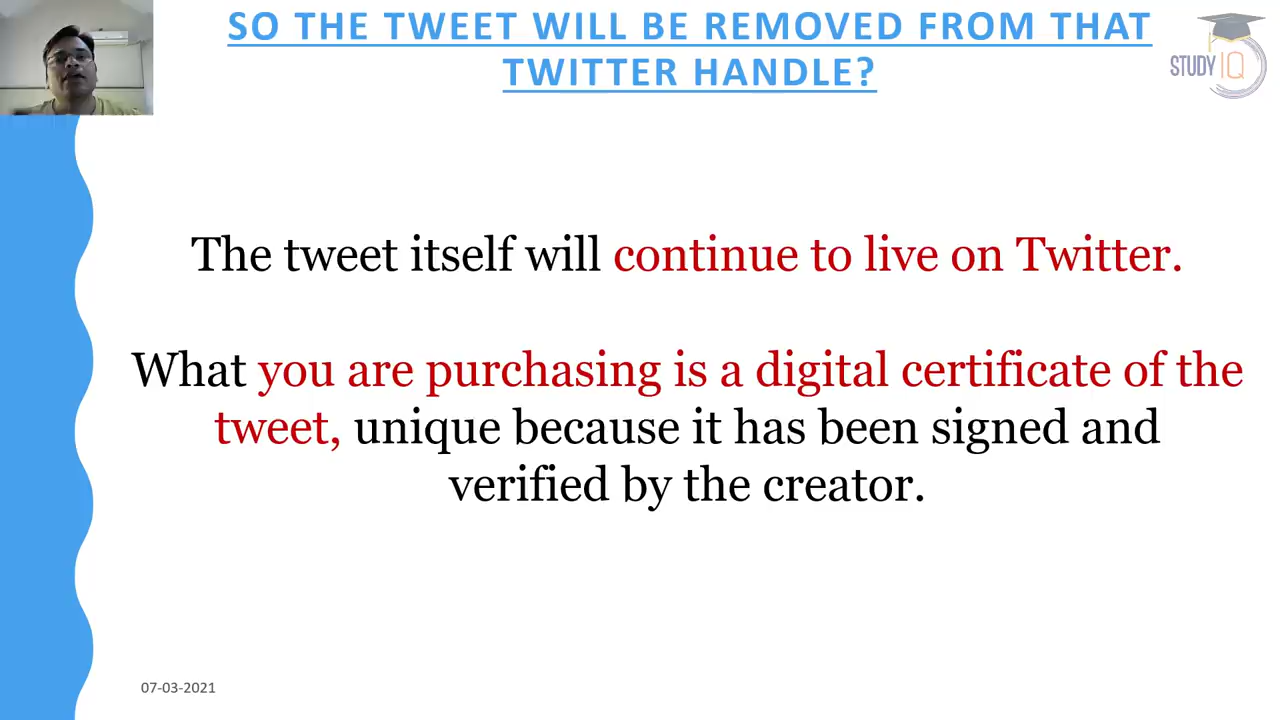 SO THE TWEET WILL BE REMOVED FROM THAT
TWITTER HANDLE?
STUDY IQ
The tweet itself will continue to live on Twitter.
What you are purchasing is a digital certificate of the
tweet, unique because it has been signed and
verified by the creator.
07-03-2021